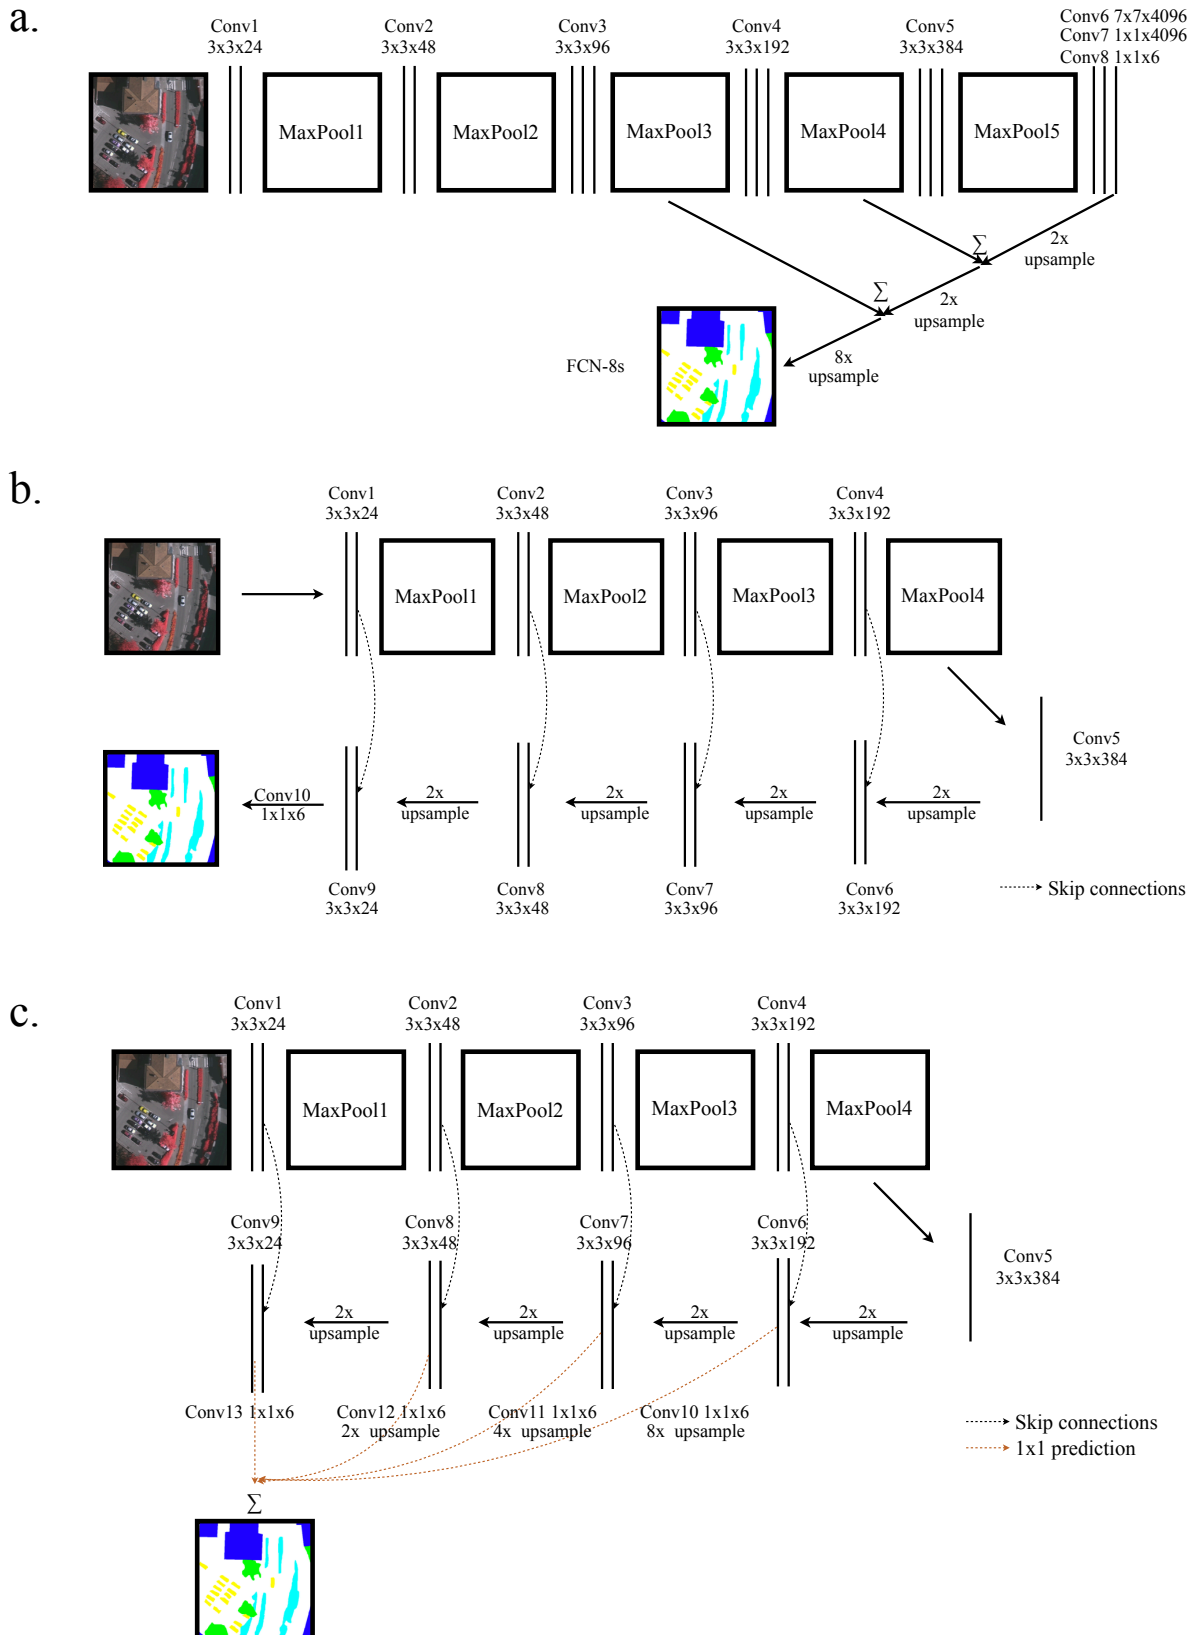 a.
Conv1
3x3x24
Conv2
3x3x48
Conv3
3x3x96
Conv4
3x3x192
Conv5
3x3x384
Conv6 7x7x4096
Conv7 1x1x4096
Conv8 1x1x6
MaxPool1
MaxPool2
MaxPool3
MaxPool4
MaxPool5
∑
2x
upsample
∑
2x
upsample
FCN-8s
8x
upsample
b.
Conv1
3x3x24
Conv2
3x3x48
Conv3
3x3x96
Conv4
3x3x192
MaxPool1
MaxPool2
MaxPool3
MaxPool4
Conv5
3x3x384
Conv10
1x1x6
2x
upsample
2x
upsample
2x
upsample
2x
upsample
Conv9
3x3x24
Conv8
3x3x48
Conv7
3x3x96
Conv6
3x3x192
Skip connections
c.
Conv1
3x3x24
Conv2
3x3x48
Conv3
3x3x96
Conv4
3x3x192
MaxPool1
MaxPool2
MaxPool3
MaxPool4
Conv9
3x3x24
Conv8
3x3x48
Conv7
3x3x96
Conv6
3x3x192
Conv5
3x3x384
2x
upsample
2x
upsample
2x
upsample
2x
upsample
Conv13 1x1x6
Conv12 1x1x6
2x upsample
Conv11 1x1x6
4x upsample
Conv10 1x1x6
8x upsample
Skip connections
1x1 prediction
∑